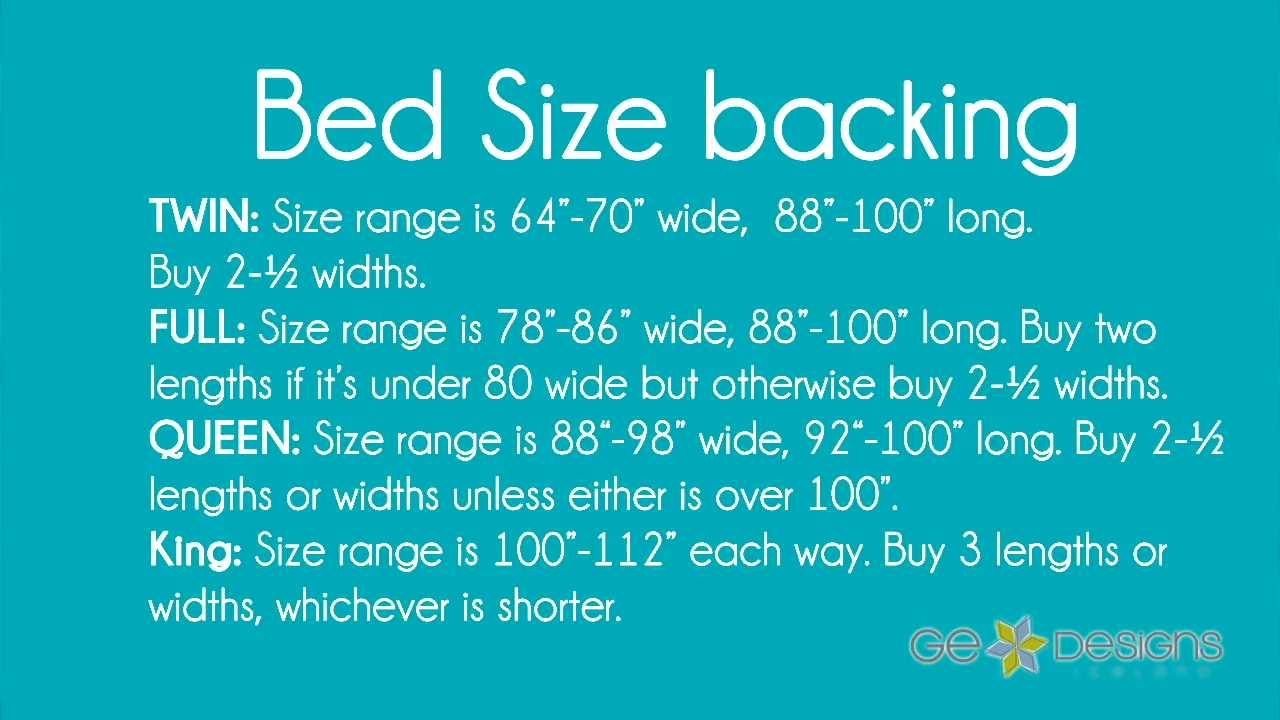 Bed Size backing
TWIN: Size range is 64”-70” wide,  88”-100” long.
Buy 2-½ widths.
FULL: Size range is 78”-86” wide, 88”-100” long. Buy two
lengths if it’s under 80 wide but otherwise buy 2-½ widths.
QUEEN: Size range is 88“-98” wide, 92“-100” long. Buy 2-½
lengths or widths unless either is over 100”.
King: Size range is 100”-112” each way. Buy 3 lengths or
widths, whichever is shorter.
GE Designs
Iceland